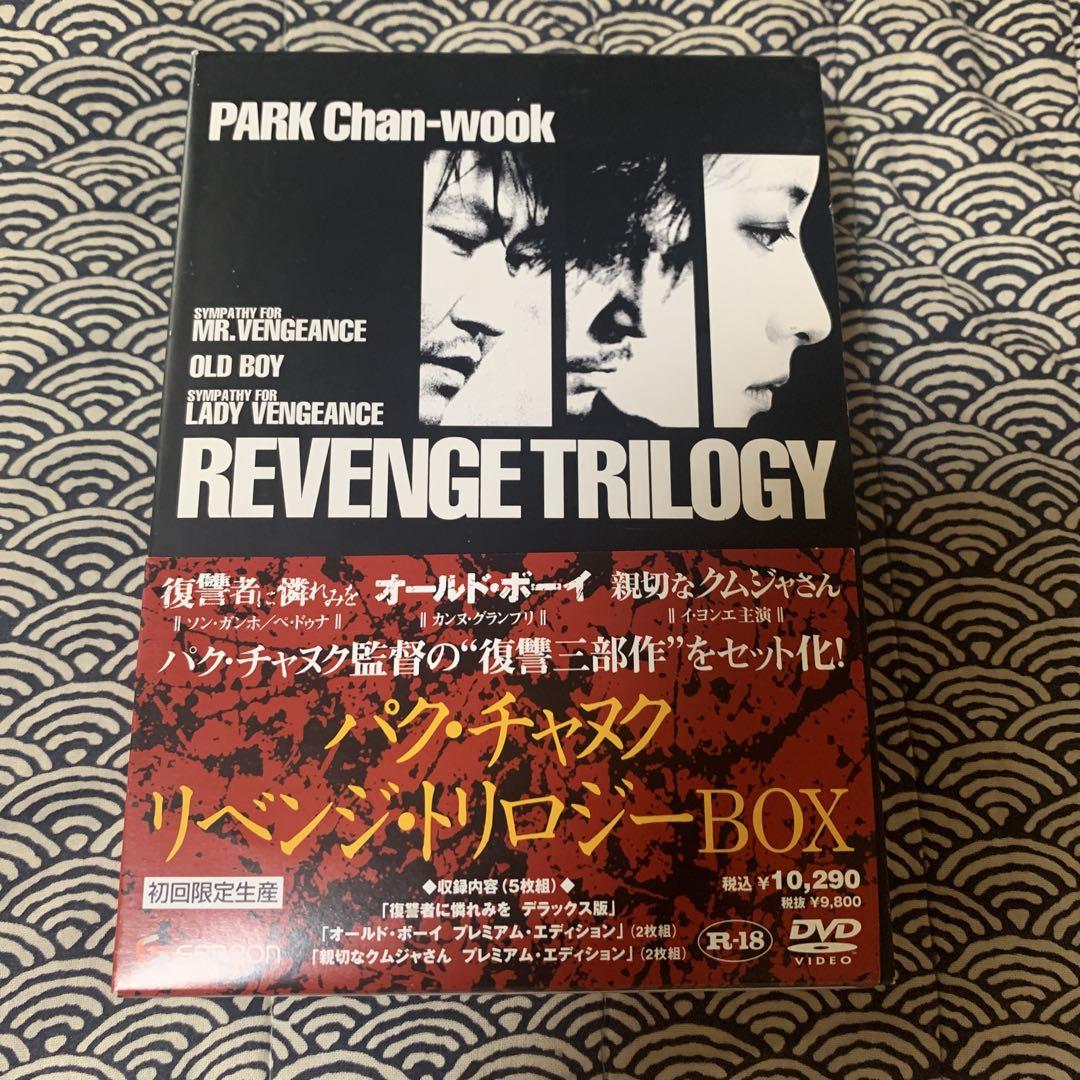 PARK Chan-wook
SYMPATHY FOR
MR.VENGEANCE
OLD BOY
SYMPATHY FOR
LADY VENGEANCE
REVENGE TRILOGY
復讐者に憐れみを オールド・ボーイ 親切なクムジャさん
‖ソン・ガンホ/ペ・ドゥナ‖ ‖カンヌ・グランプリ‖ ‖イ・ヨンエ主演‖
パク・チャヌク監督の“復讐三部作”をセット化!
パク・チャヌク
リベンジ・トリロジーBOX
初回限定生産
◆収録内容(5枚組)◆
「復讐者に憐れみを デラックス版」
「オールド・ボーイ プレミアム・エディション」(2枚組)
「親切なクムジャさん プレミアム・エディション」(2枚組)
税込 ¥10,290
税抜 ¥9,800
R-18
DVD
VIDEO